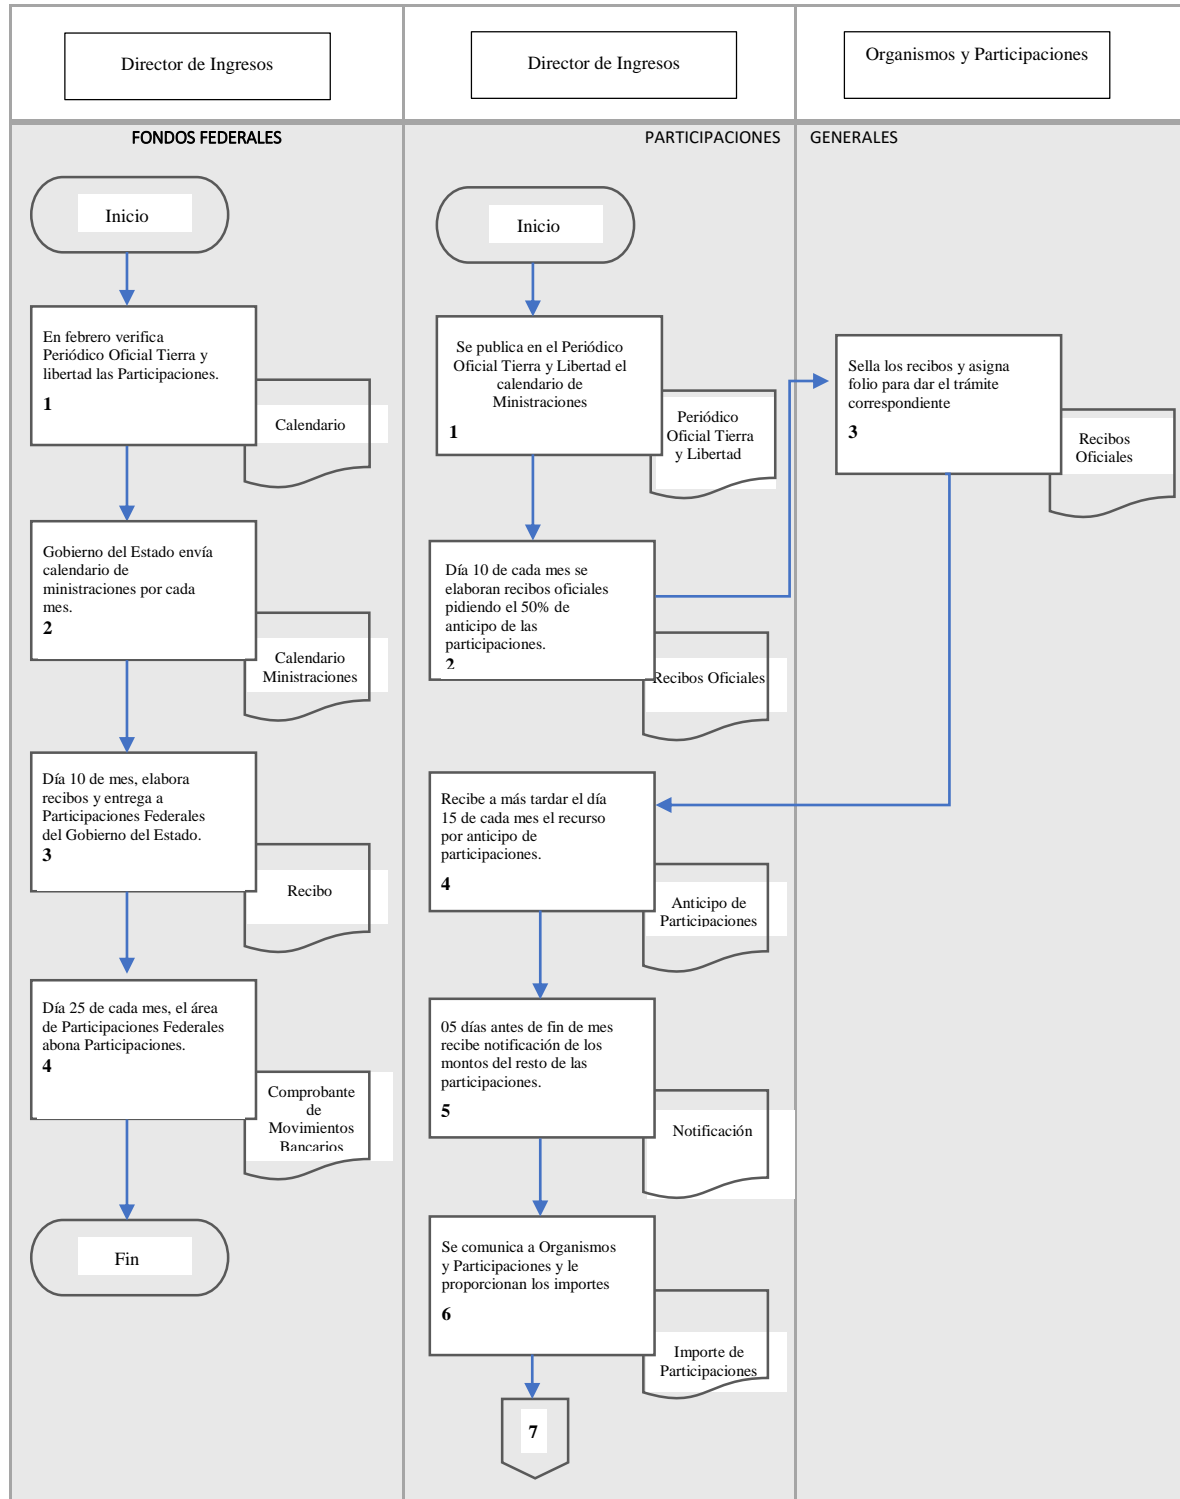 Director de Ingresos
Director de Ingresos
Organismos y Participaciones
FONDOS FEDERALES
PARTICIPACIONES
GENERALES
Inicio
En febrero verifica
Periódico Oficial Tierra y
libertad las Participaciones.
1
Calendario
Gobierno del Estado envía
calendario de
ministraciones por cada
mes.
2
Calendario
Ministraciones
Día 10 de mes, elabora
recibos y entrega a
Participaciones Federales
del Gobierno del Estado.
3
Recibo
Día 25 de cada mes, el área
de Participaciones Federales
abona Participaciones.
4
Comprobante
de
Movimientos
Bancarios
Fin
Inicio
Se publica en el Periódico
Oficial Tierra y Libertad el
calendario de
Ministraciones
1
Periódico
Oficial Tierra
y Libertad
Día 10 de cada mes se
elaboran recibos oficiales
pidiendo el 50% de
anticipo de las
participaciones.
2
Recibos Oficiales
Sella los recibos y asigna
folio para dar el trámite
correspondiente
3
Recibos
Oficiales
Recibe a más tardar el día
15 de cada mes el recurso
por anticipo de
participaciones.
4
Anticipo de
Participaciones
05 días antes de fin de mes
recibe notificación de los
montos del resto de las
participaciones.
5
Notificación
Se comunica a Organismos
y Participaciones y le
proporcionan los importes
6
Importe de
Participaciones
7